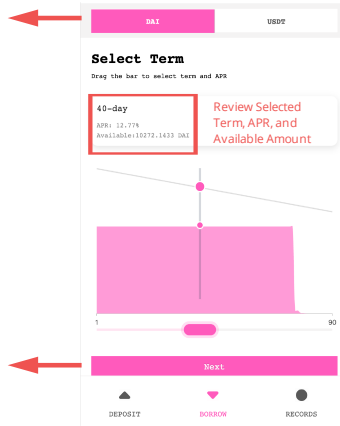 DAI
USDT
Select Term
Drag the bar to select term and APR
40-day
APR: 12.77%
Available:10272.1433 DAI
Review Selected
Term, APR, and
Available Amount
1
90
Next
DEPOSIT
BORROW
RECORDS